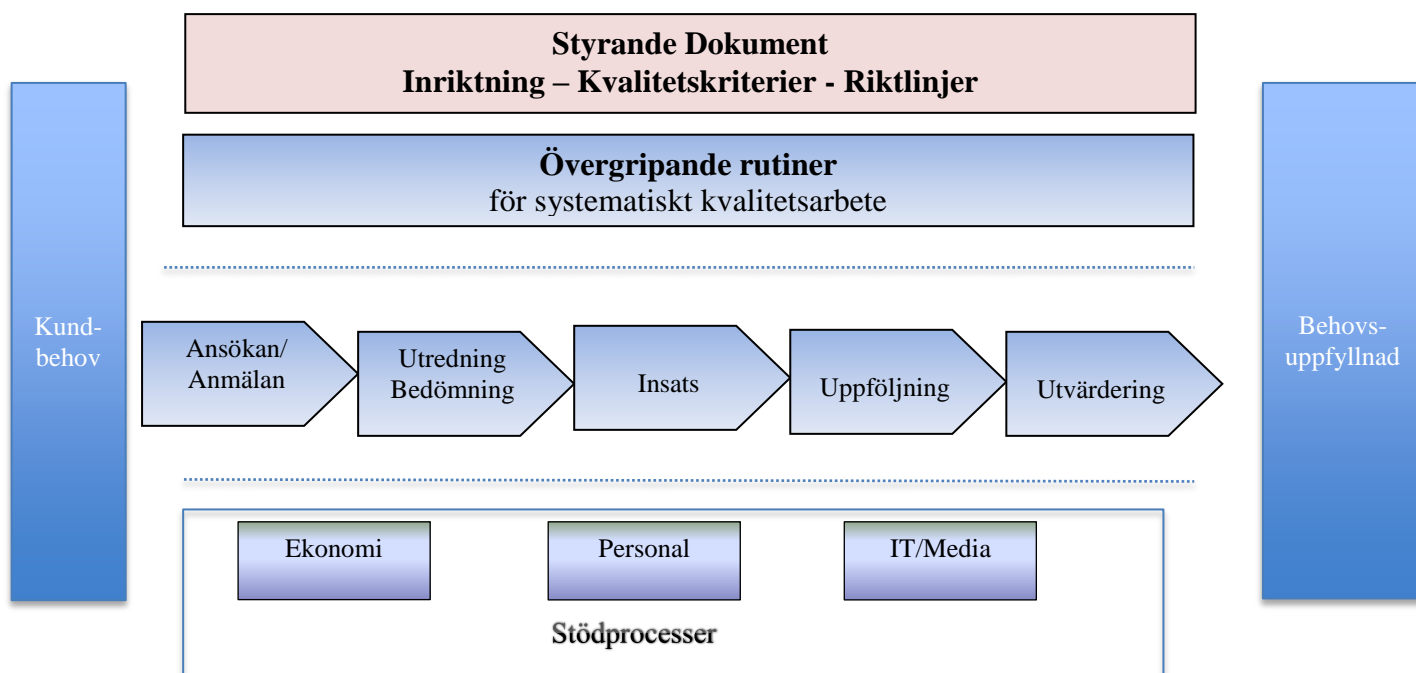 Styrande Dokument
Inriktning – Kvalitetskriterier - Riktlinjer
Övergripande rutiner
för systematiskt kvalitetsarbete
Kund-
behov
Ansökan/
Anmälan
Utredning
Bedömning
Insats
Uppföljning
Utvärdering
Behovs-
uppfyllnad
Ekonomi
Personal
IT/Media
Stödprocesser